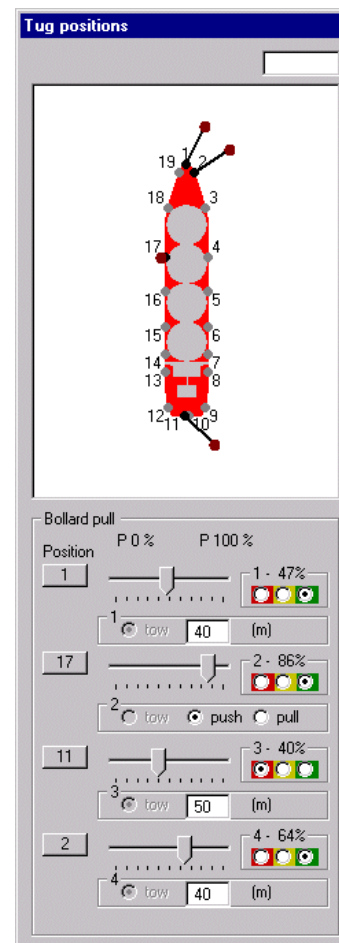 Tug positions
19 1 2
18 3
17 4
16 5
15 6
14 7
13 8
12 11 10 9
Bollard pull
Position P 0 % P 100 %
1 1 - 47%
1 tow 40 (m)
17 2 - 86%
2 tow push pull
11 3 - 40%
3 tow 50 (m)
2 4 - 64%
4 tow 40 (m)